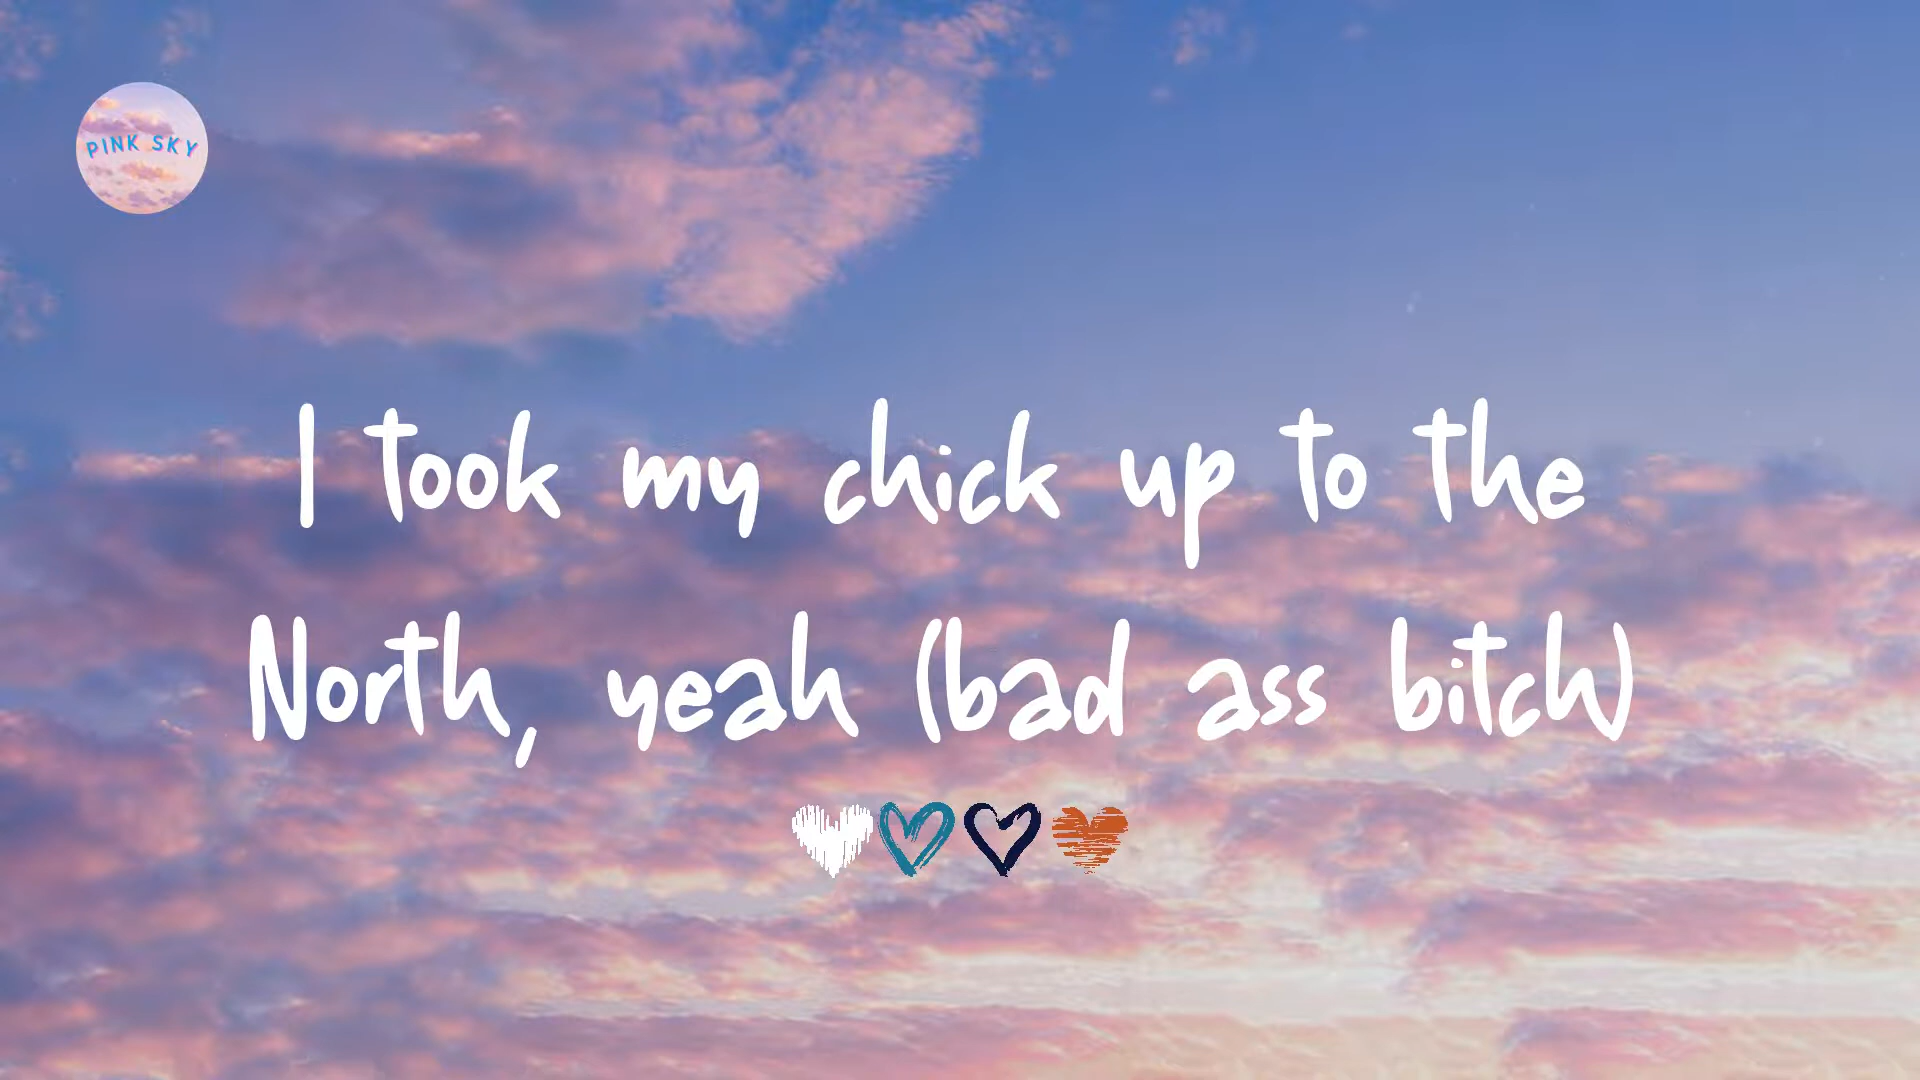 PINK SKY
I took my chick up to the
North, yeah (bad ass bitch)